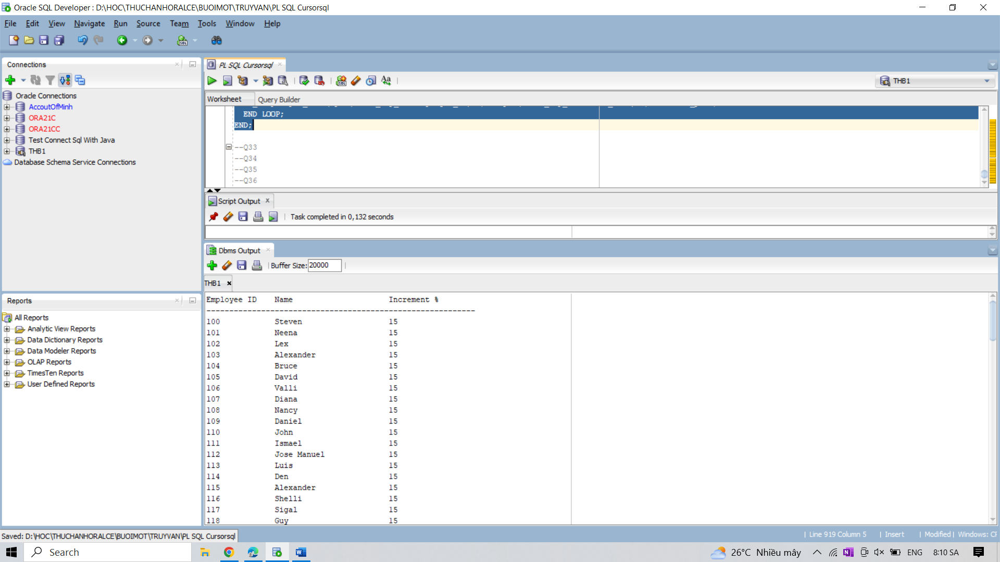 Oracle SQL Developer : D:\HOC\THUCHANHORALCE\BUOIMOT\TRUYVAN\PL SQL Cursorsql
File Edit View Navigate Run Source Team Tools Window Help
Connections
Oracle Connections
AccoutOfMinh
ORA21C
ORA21CC
Test Connect Sql With Java
THB1
Database Schema Service Connections
Reports
All Reports
Analytic View Reports
Data Dictionary Reports
Data Modeler Reports
OLAP Reports
TimesTen Reports
User Defined Reports
PL SQL Cursorsql
THB1
Worksheet Query Builder
END LOOP;
END;
--Q33
--Q34
--Q35
--Q36
Script Output
Task completed in 0,132 seconds
Dbms Output
Buffer Size: 20000
THB1
Employee ID Name Increment %
-----------------------------------------------------------
100 Steven 15
101 Neena 15
102 Lex 15
103 Alexander 15
104 Bruce 15
105 David 15
106 Valli 15
107 Diana 15
108 Nancy 15
109 Daniel 15
110 John 15
111 Ismael 15
112 Jose Manuel 15
113 Luis 15
114 Den 15
115 Alexander 15
116 Shelli 15
117 Sigal 15
118 Guy 15
Saved: D:\HOC\THUCHANHORALCE\BUOIMOT\TRUYVAN\PL SQL Cursorsql
| Line 919 Column 5 | Insert | Modified | Windows: CF
Search
26°C Nhiều mây
ENG 8:10 SA